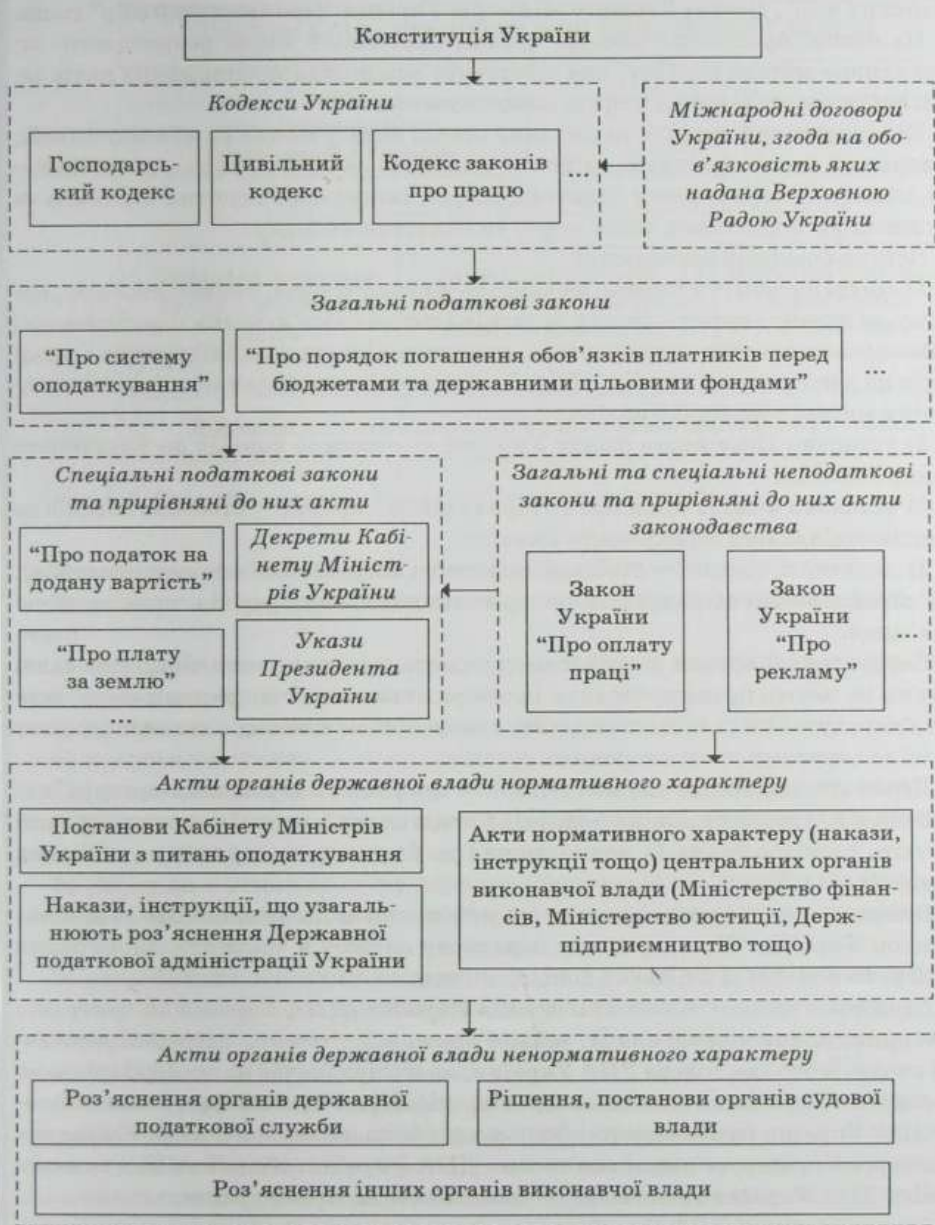 Конституція України
Кодекси України
Господарсь-
кий кодекс
Цивільний
кодекс
Кодекс законів
про працю
...
Міжнародні договори
України, згода на обо-
в'язковість яких
надана Верховною
Радою України
Загальні податкові закони
“Про систему
оподаткування”
“Про порядок погашення обов'язків платників перед
бюджетами та державними цільовими фондами”
...
Спеціальні податкові закони
та прирівняні до них акти
“Про податок на
додану вартість”
Декрети Кабі-
нету Мініст-
рів України
“Про плату
за землю”
...
Укази
Президента
України
Загальні та спеціальні неподаткові
закони та прирівняні до них акти
законодавства
Закон
України
“Про оплату
праці”
Закон
України
“Про
рекламу”
...
Акти органів державної влади нормативного характеру
Постанови Кабінету Міністрів
України з питань оподаткування
Накази, інструкції, що узагаль-
нюють роз'яснення Державної
податкової адміністрації України
Акти нормативного характеру (накази,
інструкції тощо) центральних органів
виконавчої влади (Міністерство фінан-
сів, Міністерство юстиції, Держ-
підприємництво тощо)
Акти органів державної влади ненормативного характеру
Роз'яснення органів державної
податкової служби
Рішення, постанови органів судової
влади
Роз'яснення інших органів виконавчої влади